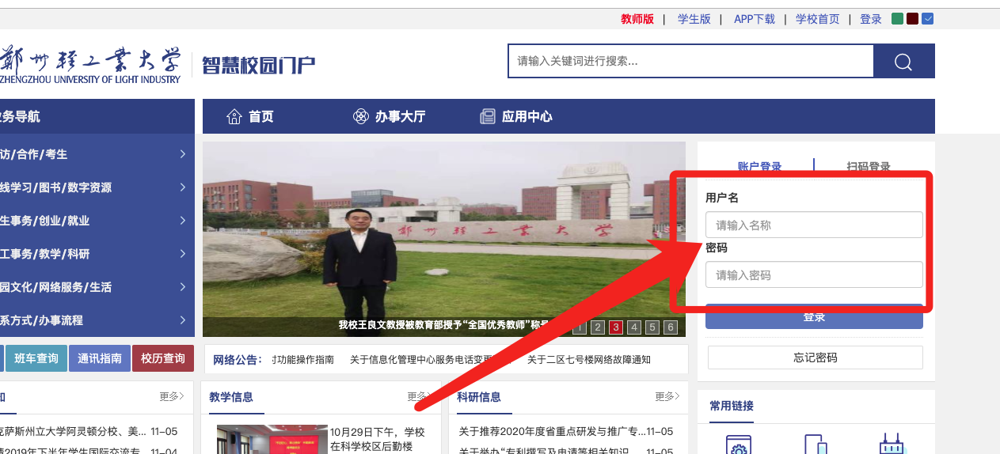 教师版 | 学生版 | APP下载 | 学校首页 | 登录
郑州轻工业大学
ZHENGZHOU UNIVERSITY OF LIGHT INDUSTRY
智慧校园门户
请输入关键词进行搜索...
务导航
首页
办事大厅
应用中心
访/合作/考生
线学习/图书/数字资源
生事务/创业/就业
工事务/教学/科研
园文化/网络服务/生活
系方式/办事流程
班车查询
通讯指南
校历查询
郑州轻工业大学
我校王良文教授被教育部授予“全国优秀教师”称号
1 2 3 4 5 6
账户登录
扫码登录
用户名
请输入名称
密码
请输入密码
登录
忘记密码
网络公告:
功能操作指南
关于信息化管理中心服务电话变更
关于二区七号楼网络故障通知
知
更多>
克萨斯州立大学阿灵顿分校、美... 11-05
2019年下半年学生国际交流专 11-04
教学信息
更多
10月29日下午，学校
在科学校区后勤楼
科研信息
更多>
关于推荐2020年度省重点研发与推广专...11-05
关于举办“专利撰写及申请等相关知识 11-05
常用链接